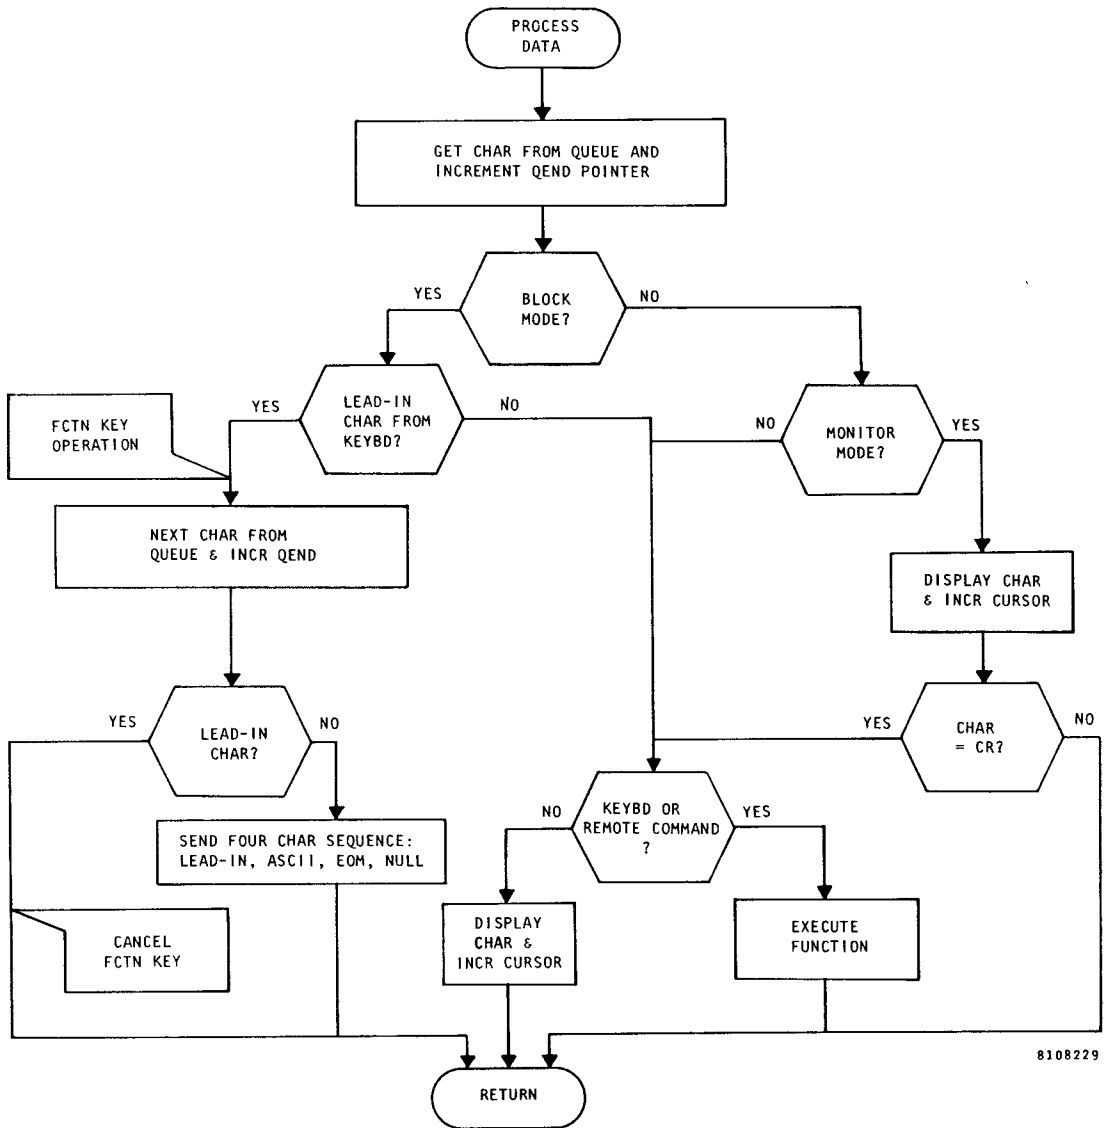 PROCESS
DATA
GET CHAR FROM QUEUE AND
INCREMENT QEND POINTER
YES
BLOCK
MODE?
NO
YES
LEAD-IN
CHAR FROM
KEYBD?
NO
NO
MONITOR
MODE?
YES
FCTN KEY
OPERATION
NEXT CHAR FROM
QUEUE & INCR QEND
DISPLAY CHAR
& INCR CURSOR
YES
LEAD-IN
CHAR?
NO
YES
CHAR
= CR?
NO
NO
KEYBD OR
REMOTE COMMAND
?
YES
SEND FOUR CHAR SEQUENCE:
LEAD-IN, ASCII, EOM, NULL
CANCEL
FCTN KEY
DISPLAY
CHAR &
INCR CURSOR
EXECUTE
FUNCTION
8108229
RETURN